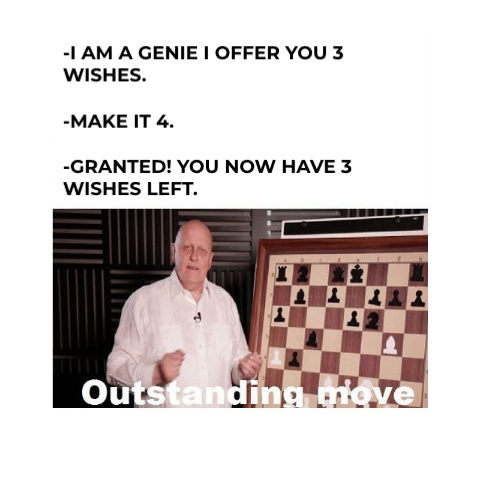 -I AM A GENIE I OFFER YOU 3
WISHES.
-MAKE IT 4.
-GRANTED! YOU NOW HAVE 3
WISHES LEFT.
Outstanding move